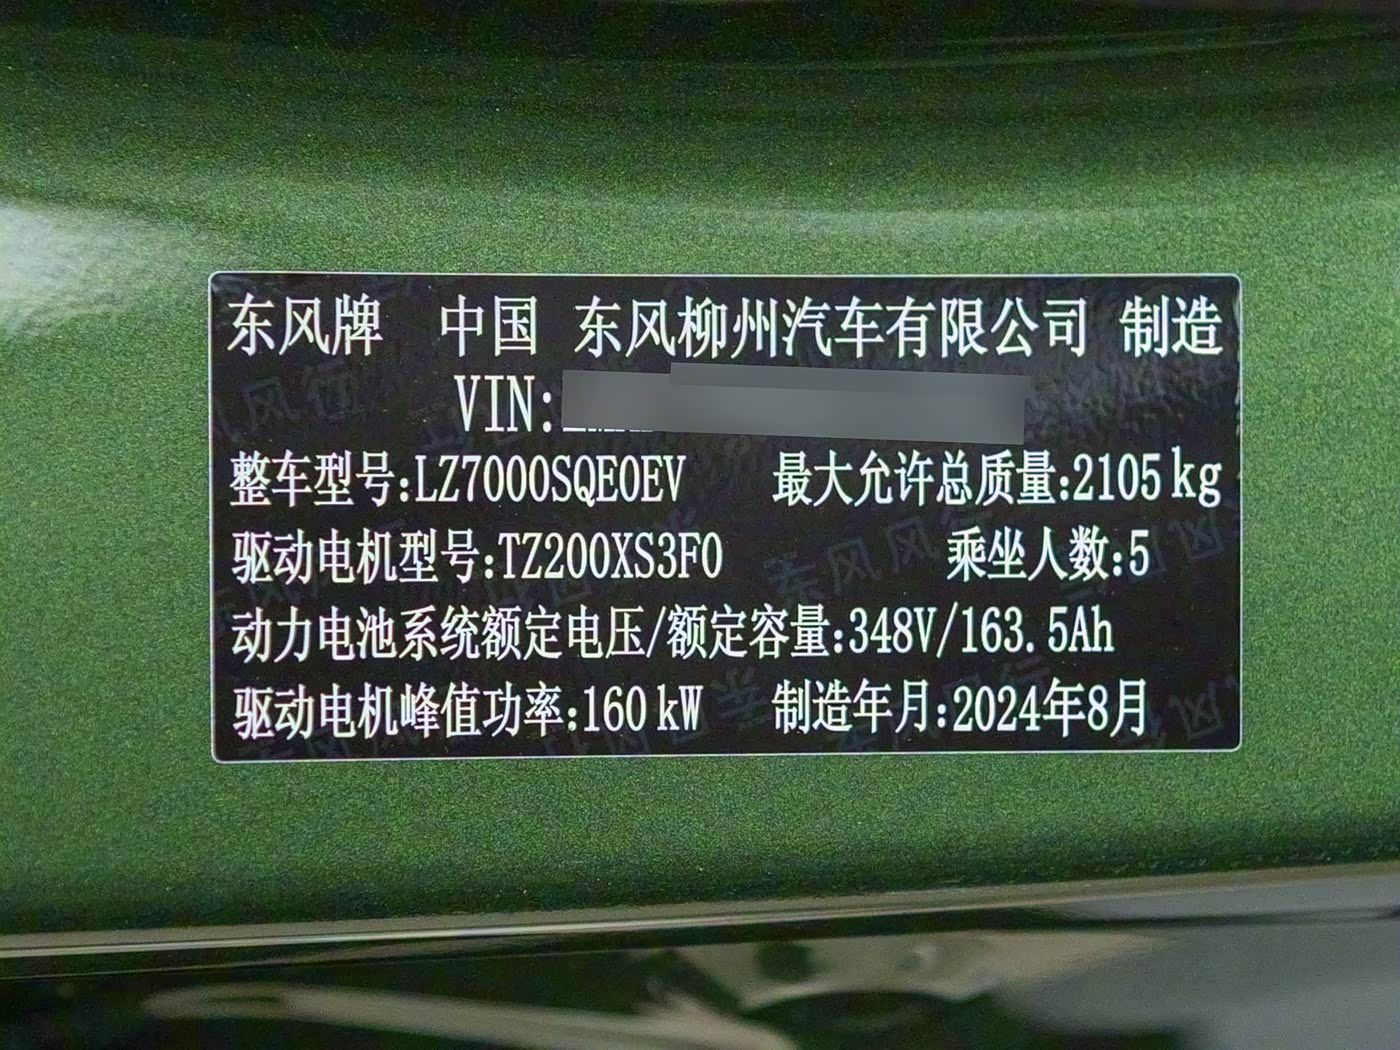 东风牌 中国 东风柳州汽车有限公司 制造
VIN:
整车型号:LZ7000SQE0EV 最大允许总质量:2105kg
驱动电机型号:TZ200XS3F0 乘坐人数:5
动力电池系统额定电压/额定容量:348V/163.5Ah
驱动电机峰值功率:160kW 制造年月:2024年8月